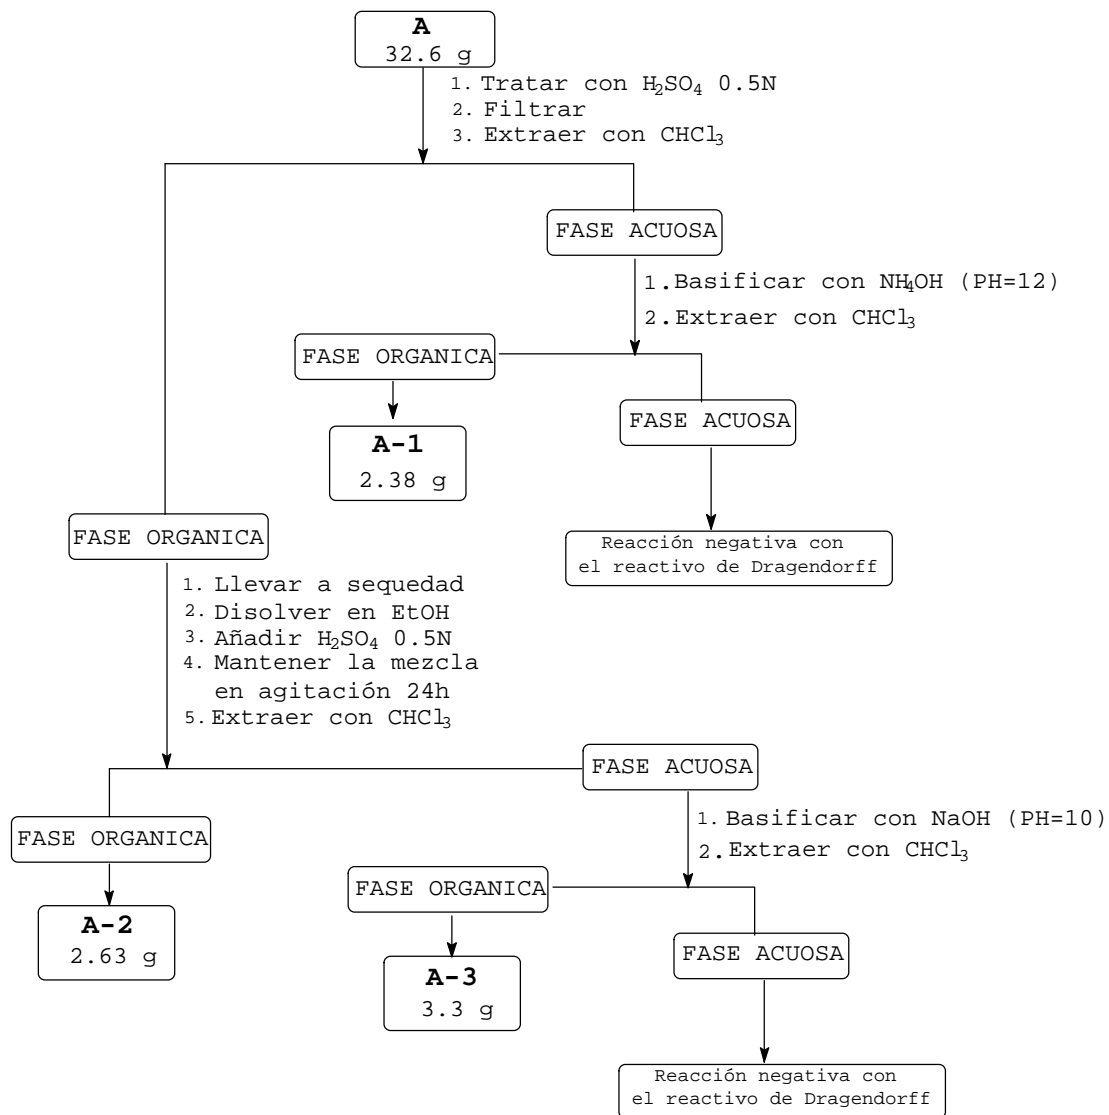 A
32.6 g
1. Tratar con H₂SO₄ 0.5N
2. Filtrar
3. Extraer con CHCl₃
FASE ACUOSA
1. Basificar con NH₄OH (PH=12)
2. Extraer con CHCl₃
FASE ORGANICA
FASE ACUOSA
A-1
2.38 g
FASE ORGANICA
Reacción negativa con
el reactivo de Dragendorff
1. Llevar a sequedad
2. Disolver en EtOH
3. Añadir H₂SO₄ 0.5N
4. Mantener la mezcla
en agitación 24h
5. Extraer con CHCl₃
FASE ACUOSA
FASE ORGANICA
1. Basificar con NaOH (PH=10)
2. Extraer con CHCl₃
FASE ORGANICA
A-2
2.63 g
FASE ACUOSA
A-3
3.3 g
Reacción negativa con
el reactivo de Dragendorff